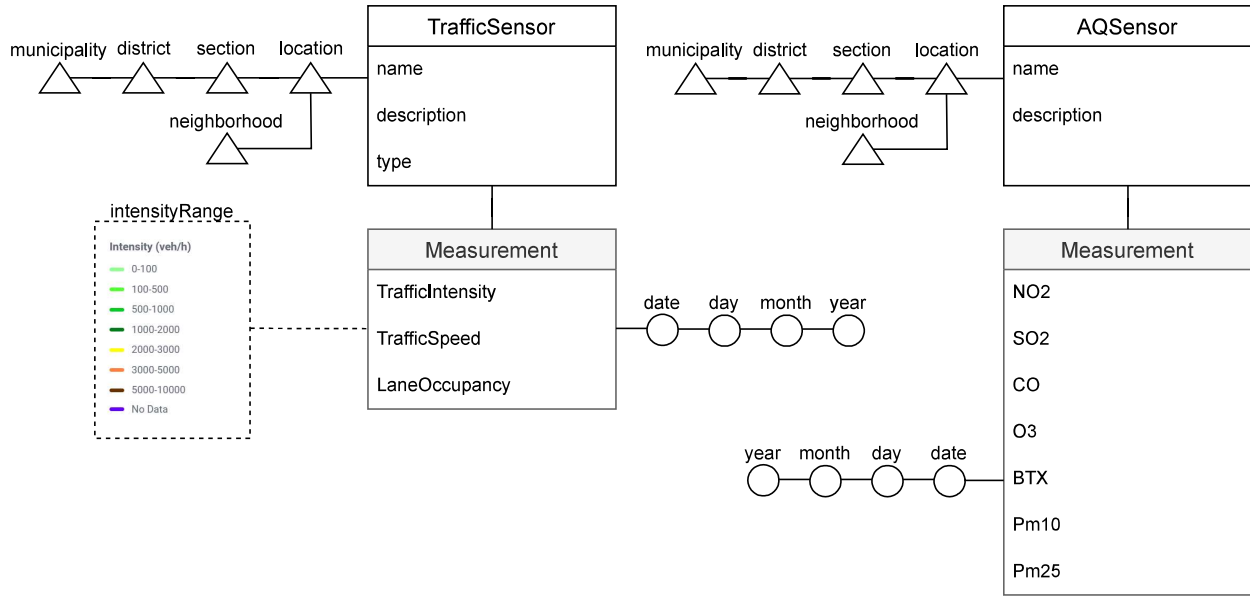 TrafficSensor
municipality
district
section
location
neighborhood
name
description
type
intensityRange
Intensity (veh/h)
0-100
100-500
500-1000
1000-2000
2000-3000
3000-5000
5000-10000
No Data
Measurement
TrafficIntensity
TrafficSpeed
LaneOccupancy
date
day
month
year
AQSensor
municipality
district
section
location
neighborhood
name
description
Measurement
NO2
SO2
CO
O3
BTX
Pm10
Pm25
year
month
day
date